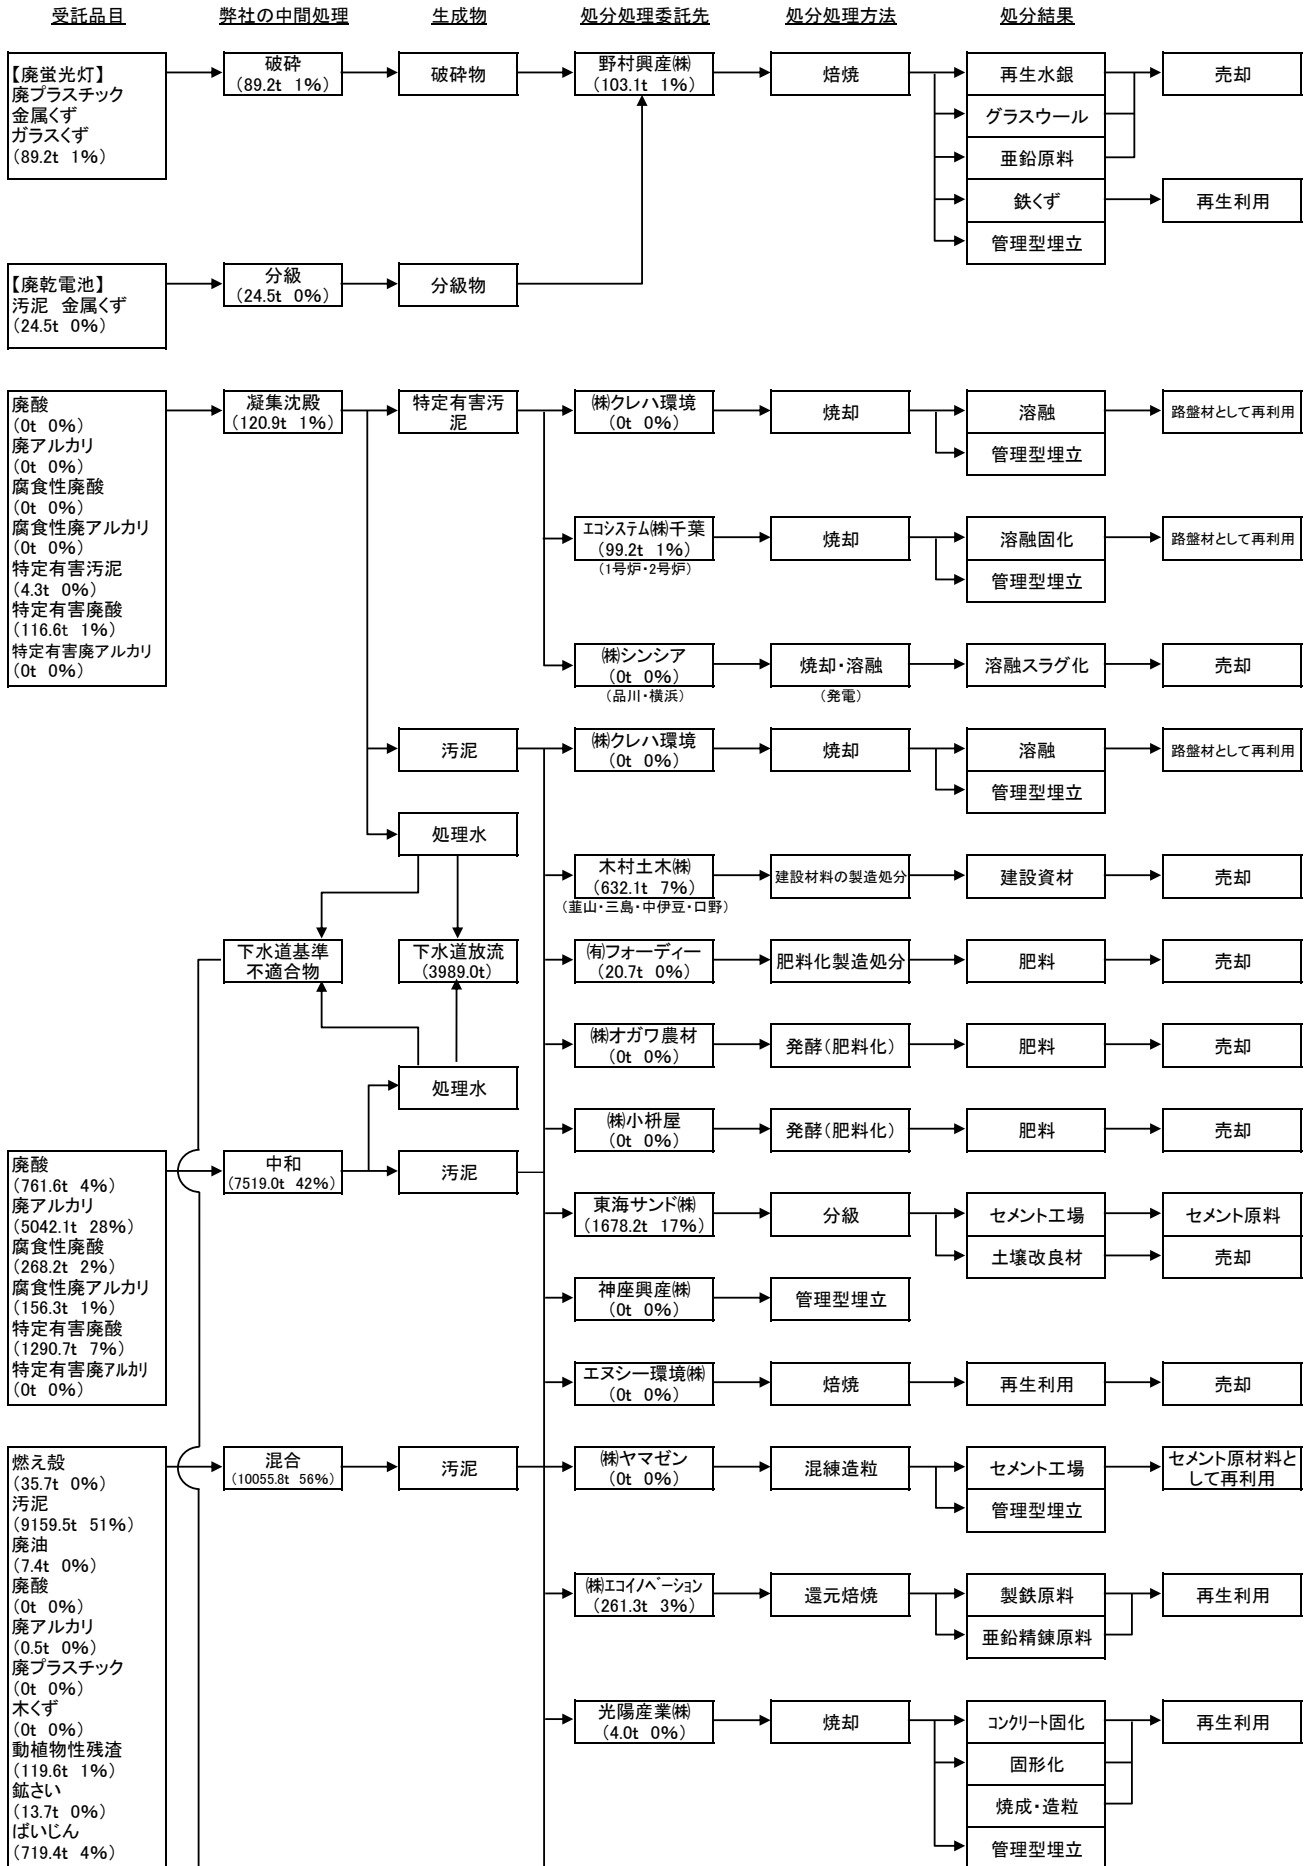 受託品目
弊社の中間処理
生成物
処分処理委託先
処分処理方法
処分結果
【廃蛍光灯】
廃プラスチック
金属くず
ガラスくず
(89.2t 1%)
破砕
(89.2t 1%)
破砕物
野村興産㈱
(103.1t 1%)
焙焼
再生水銀
売却
グラスウール
亜鉛原料
鉄くず
再生利用
管理型埋立
【廃乾電池】
汚泥 金属くず
(24.5t 0%)
分級
(24.5t 0%)
分級物
廃酸
(0t 0%)
廃アルカリ
(0t 0%)
腐食性廃酸
(0t 0%)
腐食性廃アルカリ
(0t 0%)
特定有害汚泥
(4.3t 0%)
特定有害廃酸
(116.6t 1%)
特定有害廃アルカリ
(0t 0%)
凝集沈殿
(120.9t 1%)
特定有害汚
泥
㈱クレハ環境
(0t 0%)
焼却
溶融
路盤材として再利用
管理型埋立
エコシステム㈱千葉
(99.2t 1%)
(1号炉・2号炉)
焼却
溶融固化
路盤材として再利用
管理型埋立
㈱シンシア
(0t 0%)
(品川・横浜)
焼却・溶融
(発電)
溶融スラグ化
売却
汚泥
㈱クレハ環境
(0t 0%)
焼却
溶融
路盤材として再利用
管理型埋立
処理水
木村土木㈱
(632.1t 7%)
(韮山・三島・中伊豆・口野)
建設材料の製造処分
建設資材
売却
下水道基準
不適合物
下水道放流
(3989.0t)
㈲フォーディー
(20.7t 0%)
肥料化製造処分
肥料
売却
㈱オガワ農材
(0t 0%)
発酵(肥料化)
肥料
売却
処理水
㈱小枡屋
(0t 0%)
発酵(肥料化)
肥料
売却
廃酸
(761.6t 4%)
廃アルカリ
(5042.1t 28%)
腐食性廃酸
(268.2t 2%)
腐食性廃アルカリ
(156.3t 1%)
特定有害廃酸
(1290.7t 7%)
特定有害廃アルカリ
(0t 0%)
中和
(7519.0t 42%)
汚泥
東海サンド㈱
(1678.2t 17%)
分級
セメント工場
セメント原料
土壌改良材
売却
神座興産㈱
(0t 0%)
管理型埋立
エヌシー環境㈱
(0t 0%)
焙焼
再生利用
売却
燃え殻
(35.7t 0%)
汚泥
(9159.5t 51%)
廃油
(7.4t 0%)
廃酸
(0t 0%)
廃アルカリ
(0.5t 0%)
廃プラスチック
(0t 0%)
木くず
(0t 0%)
動植物性残渣
(119.6t 1%)
鉱さい
(13.7t 0%)
ばいじん
(719.4t 4%)
混合
(10055.8t 56%)
汚泥
㈱ヤマゼン
(0t 0%)
混練造粒
セメント工場
セメント原材料と
して再利用
管理型埋立
㈱エコイノベーション
(261.3t 3%)
還元焙焼
製鉄原料
再生利用
亜鉛精錬原料
光陽産業㈱
(4.0t 0%)
焼却
コンクリート固化
再生利用
固形化
焼成・造粒
管理型埋立